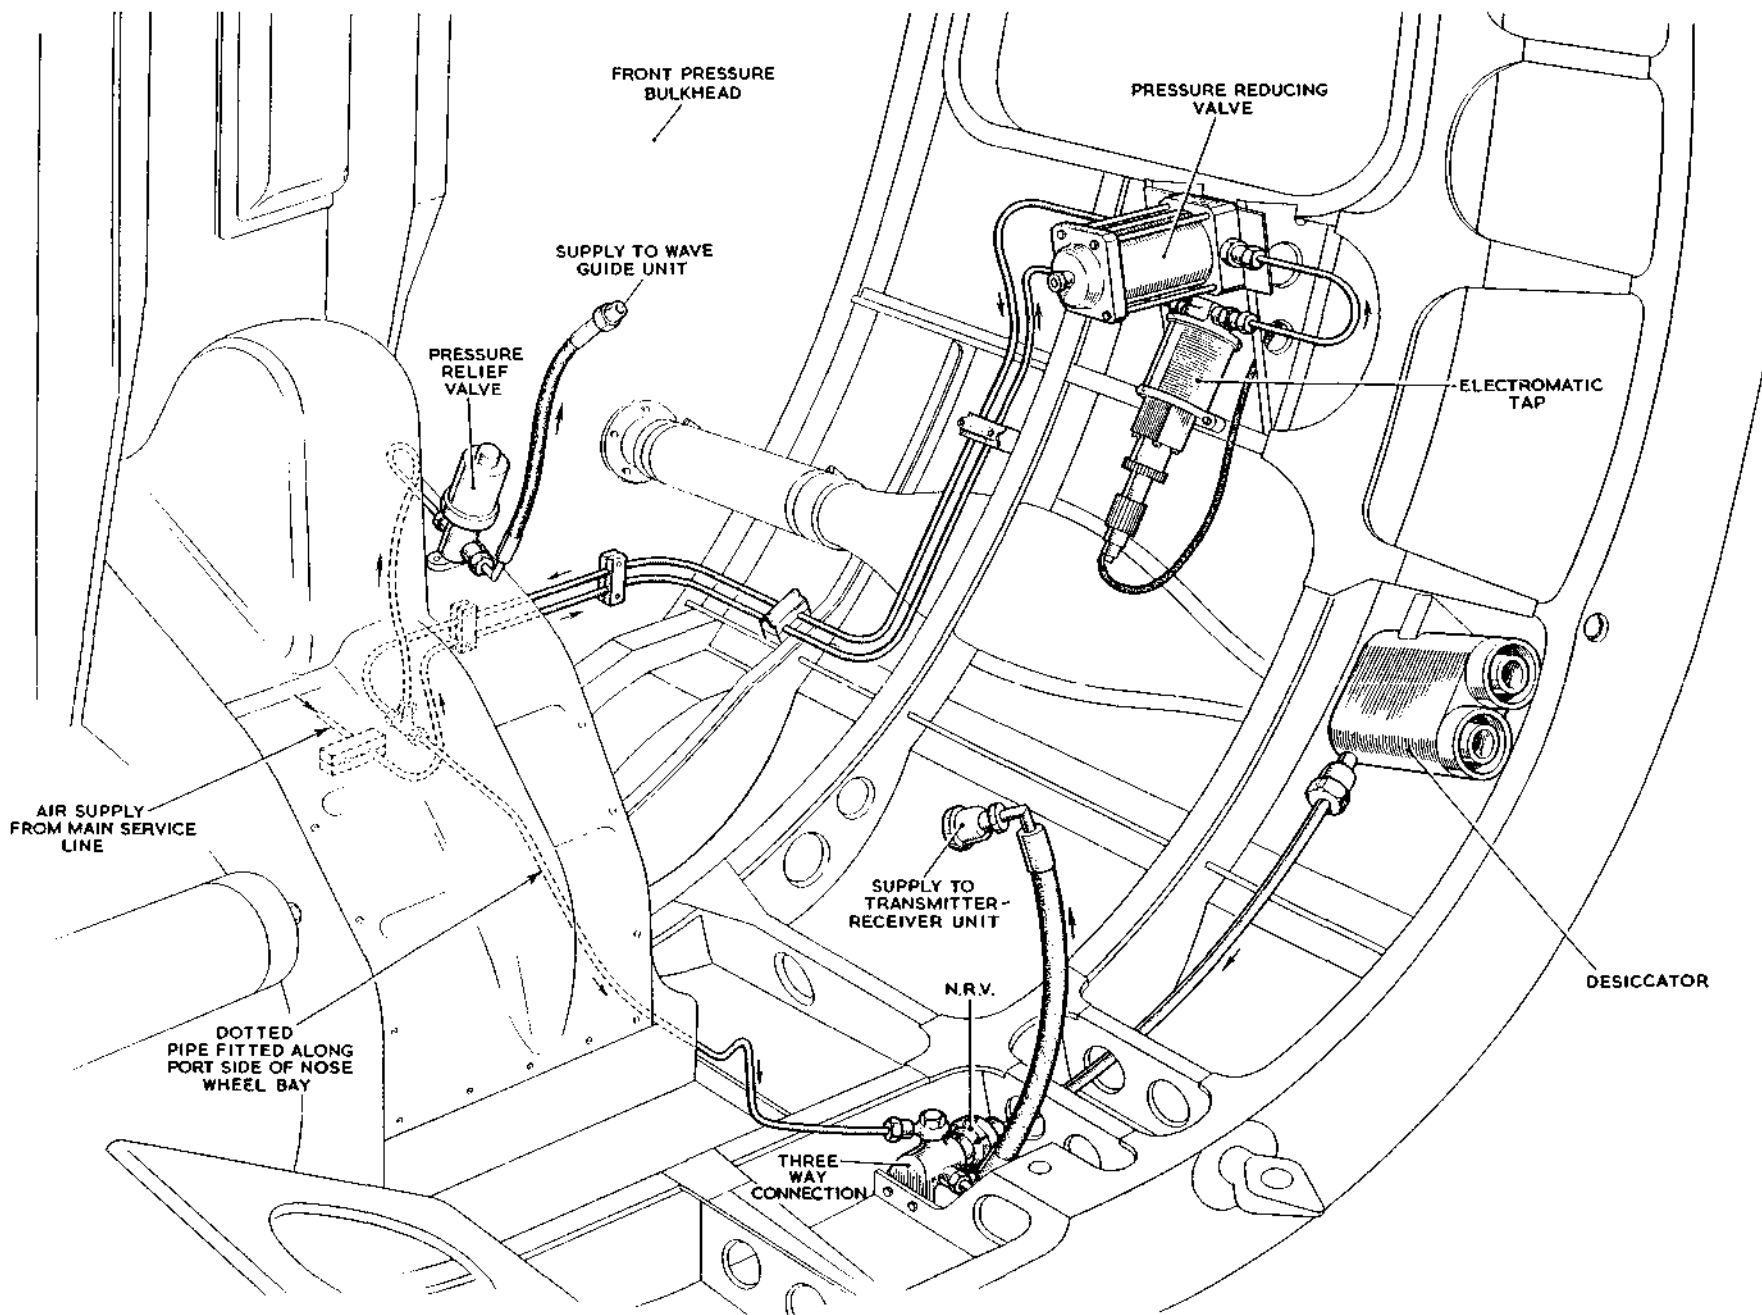 FRONT PRESSURE
BULKHEAD
PRESSURE REDUCING
VALVE
SUPPLY TO WAVE
GUIDE UNIT
PRESSURE
RELIEF
VALVE
ELECTROMATIC
TAP
AIR SUPPLY
FROM MAIN SERVICE
LINE
SUPPLY TO
TRANSMITTER-
RECEIVER UNIT
N.R.V.
DESICCATOR
DOTTED
PIPE FITTED ALONG
PORT SIDE OF NOSE
WHEEL BAY
THREE
WAY
CONNECTION